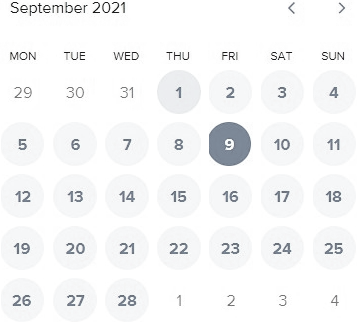 September 2021
MON TUE WED THU FRI SAT SUN
29 30 31 1 2 3 4
5 6 7 8 9 10 11
12 13 14 15 16 17 18
19 20 21 22 23 24 25
26 27 28 1 2 3 4